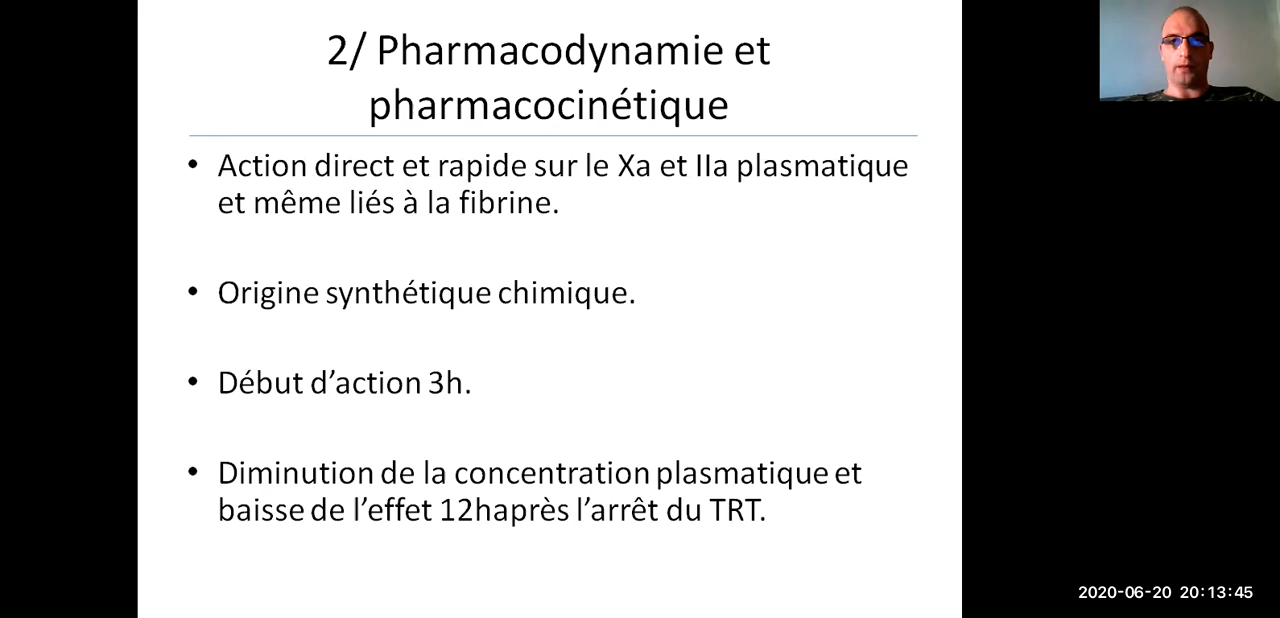 2/ Pharmacodynamie et
pharmacocinétique
• Action direct et rapide sur le Xa et IIa plasmatique
et même liés à la fibrine.
• Origine synthétique chimique.
• Début d’action 3h.
• Diminution de la concentration plasmatique et
baisse de l’effet 12haprès l’arrêt du TRT.
2020-06-20 20:13:45